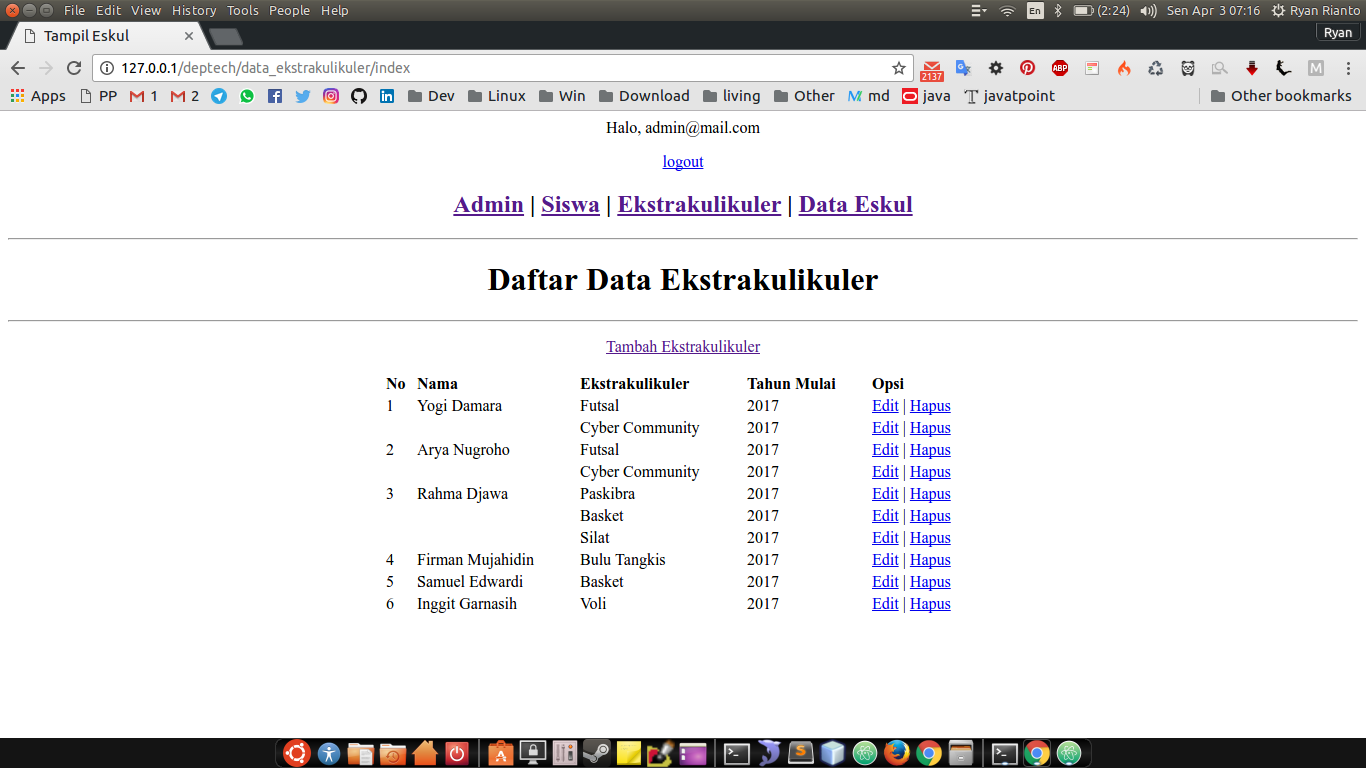 File Edit View History Tools People Help En (2:24) Sen Apr 3 07:16 Ryan Rianto
Tampil Eskul Ryan
127.0.0.1/deptech/data_ekstrakulikuler/index 2137 ABP M
Apps PP M 1 M 2 Dev Linux Win Download living Other md java javatpoint Other bookmarks
Halo, admin@mail.com
logout
Admin | Siswa | Ekstrakulikuler | Data Eskul
Daftar Data Ekstrakulikuler
Tambah Ekstrakulikuler
No Nama Ekstrakulikuler Tahun Mulai Opsi
1 Yogi Damara Futsal 2017 Edit | Hapus
Cyber Community 2017 Edit | Hapus
2 Arya Nugroho Futsal 2017 Edit | Hapus
Cyber Community 2017 Edit | Hapus
3 Rahma Djawa Paskibra 2017 Edit | Hapus
Basket 2017 Edit | Hapus
Silat 2017 Edit | Hapus
4 Firman Mujahidin Bulu Tangkis 2017 Edit | Hapus
5 Samuel Edwardi Basket 2017 Edit | Hapus
6 Inggit Garnasih Voli 2017 Edit | Hapus